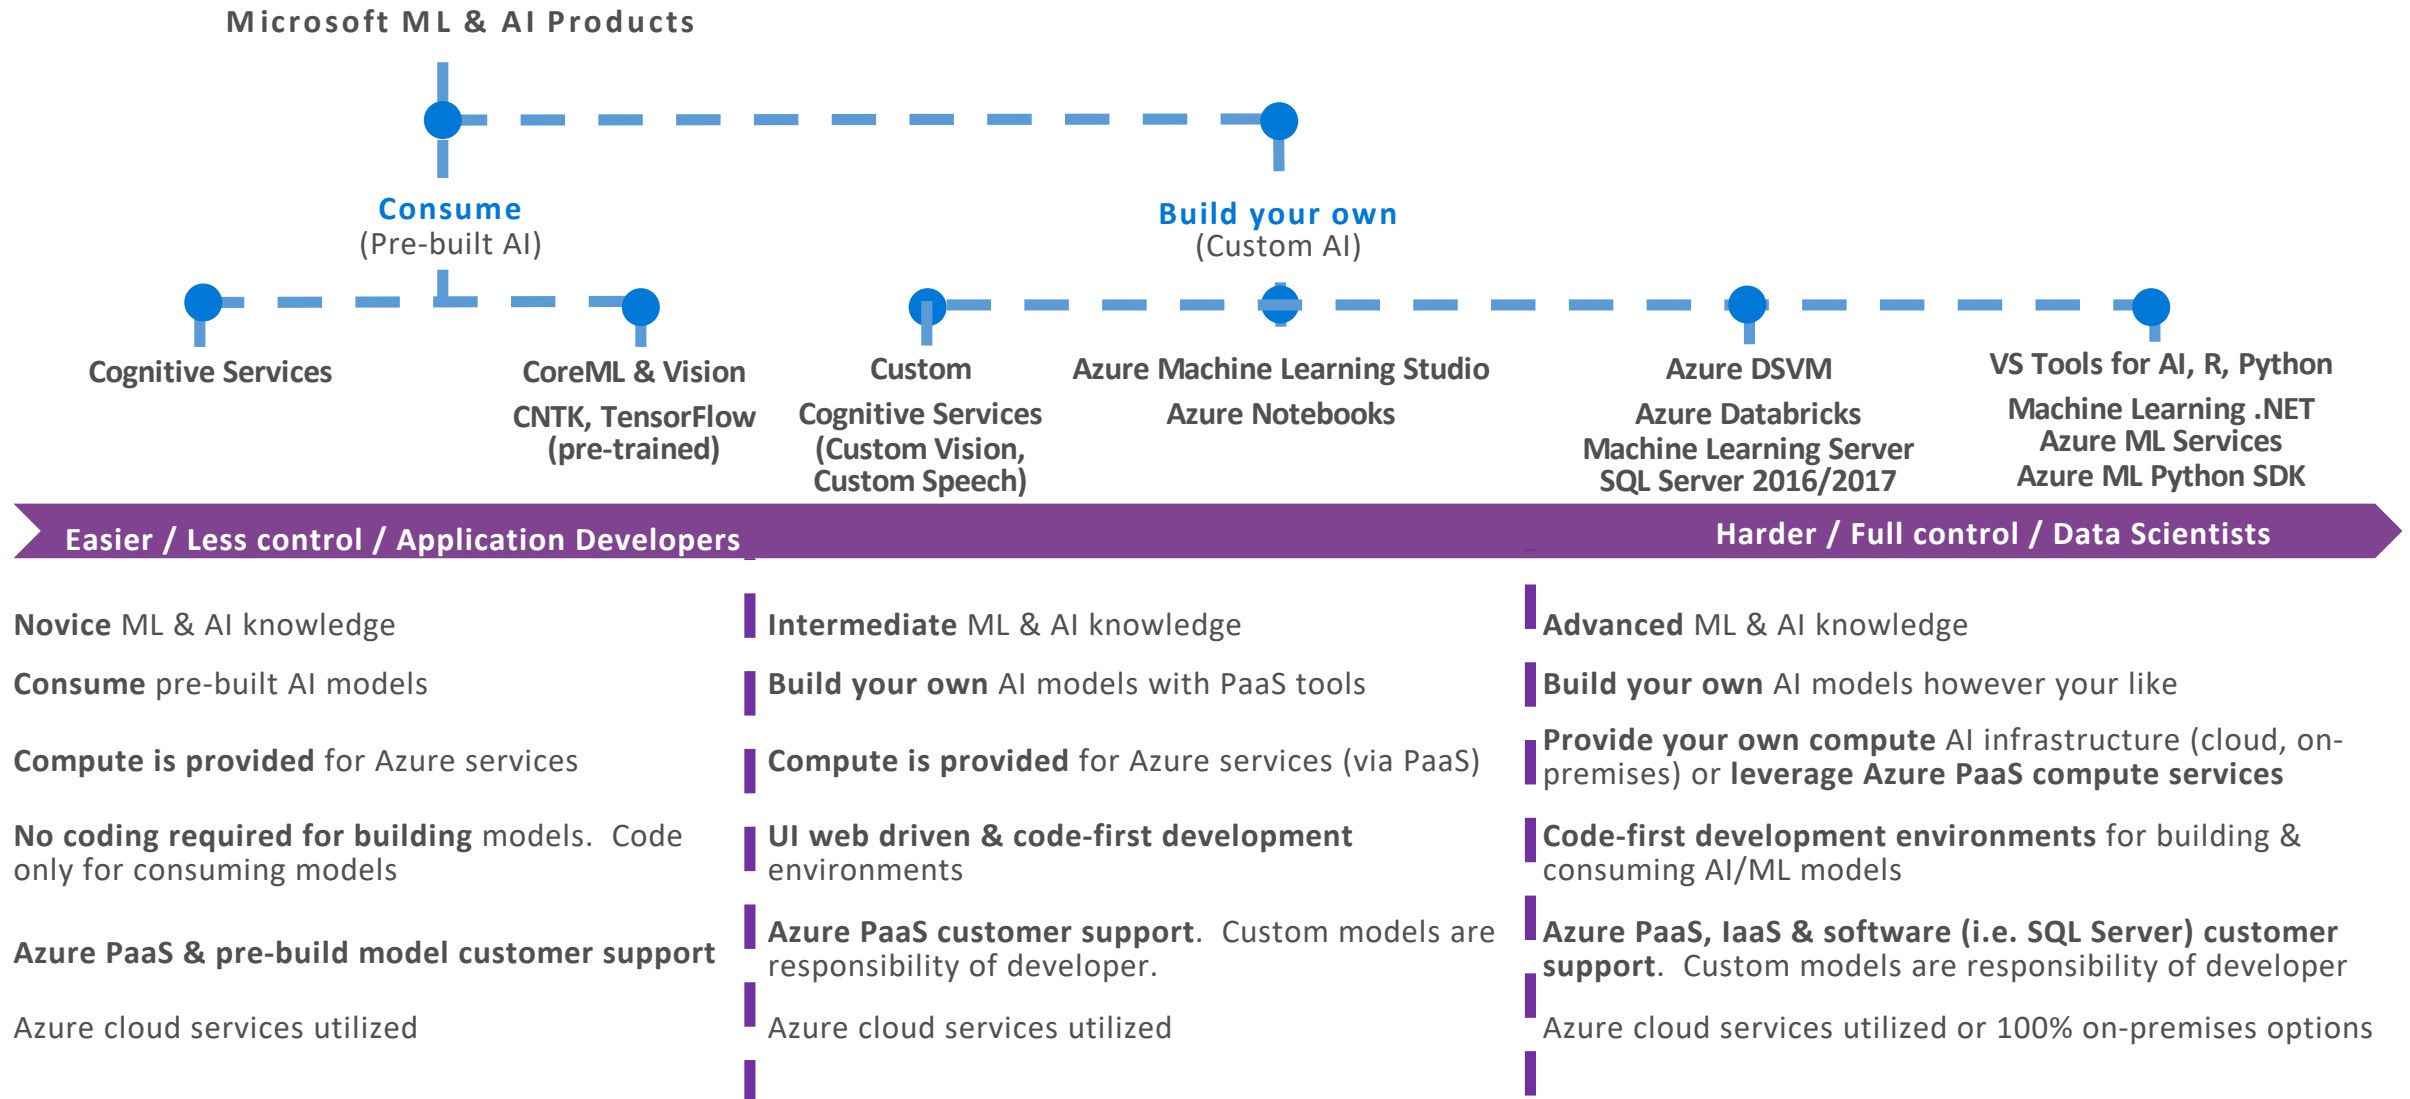 Microsoft ML & AI Products
Consume
(Pre-built AI)
Build your own
(Custom AI)
Cognitive Services
CoreML & Vision
CNTK, TensorFlow
(pre-trained)
Custom
Cognitive Services
(Custom Vision,
Custom Speech)
Azure Machine Learning Studio
Azure Notebooks
Azure DSVM
Azure Databricks
Machine Learning Server
SQL Server 2016/2017
VS Tools for AI, R, Python
Machine Learning .NET
Azure ML Services
Azure ML Python SDK
Easier / Less control / Application Developers
Harder / Full control / Data Scientists
Novice ML & AI knowledge
Consume pre-built AI models
Compute is provided for Azure services
No coding required for building models.  Code
only for consuming models
Azure PaaS & pre-build model customer support
Azure cloud services utilized
Intermediate ML & AI knowledge
Build your own AI models with PaaS tools
Compute is provided for Azure services (via PaaS)
UI web driven & code-first development
environments
Azure PaaS customer support.  Custom models are
responsibility of developer.
Azure cloud services utilized
Advanced ML & AI knowledge
Build your own AI models however your like
Provide your own compute AI infrastructure (cloud, on-
premises) or leverage Azure PaaS compute services
Code-first development environments for building &
consuming AI/ML models
Azure PaaS, IaaS & software (i.e. SQL Server) customer
support.  Custom models are responsibility of developer
Azure cloud services utilized or 100% on-premises options